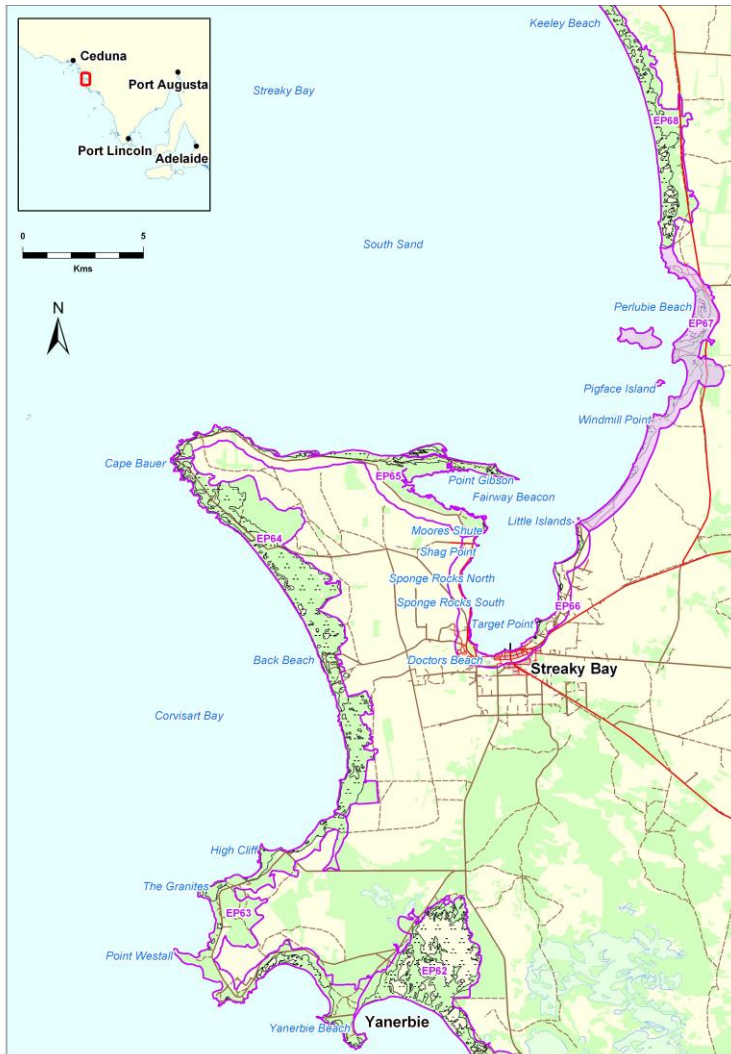 Keeley Beach
Ceduna
Port Augusta
Port Lincoln
Adelaide
Streaky Bay
EP68
0
5
Kms
South Sand
N
Perlubie Beach
EP67
Pigface Island
Windmill Point
Cape Bauer
EP65
Point Gibson
Fairway Beacon
EP64
Moores Shute
Little Islands
Shag Point
Sponge Rocks North
EP66
Sponge Rocks South
Target Point
Back Beach
Doctors Beach
Streaky Bay
Corvisart Bay
High Cliff
The Granites
EP63
Point Westall
EP62
Yanerbie Beach
Yanerbie